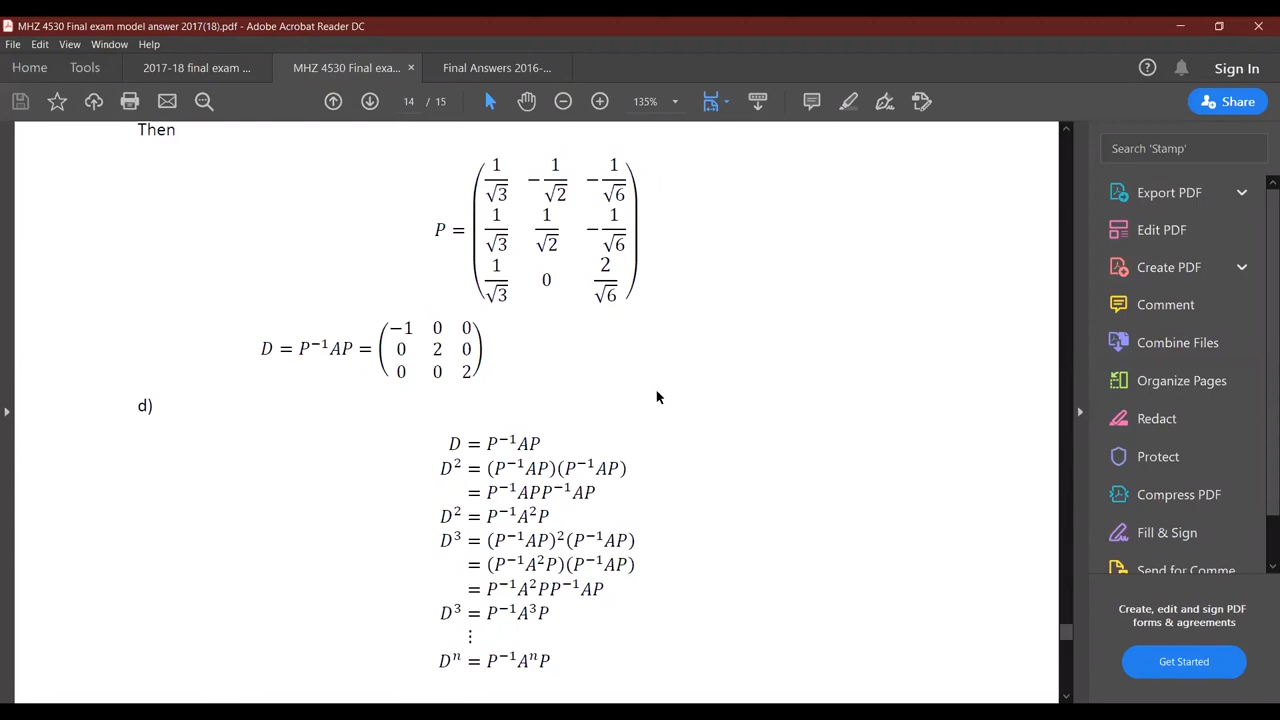 MHZ 4530 Final exam model answer 2017(18).pdf - Adobe Acrobat Reader DC
File Edit View Window Help
Home Tools 2017-18 final exam ... MHZ 4530 Final exa... × Final Answers 2016-... Sign In
14 / 15 135% Share
Then
P = ( 1/√3 −1/√2 −1/√6
1/√3 1/√2 −1/√6
1/√3 0 2/√6 )
D = P⁻¹AP = ( −1 0 0
0 2 0
0 0 2 )
d)
D = P⁻¹AP
D² = (P⁻¹AP)(P⁻¹AP)
= P⁻¹APP⁻¹AP
D² = P⁻¹A²P
D³ = (P⁻¹AP)²(P⁻¹AP)
= (P⁻¹A²P)(P⁻¹AP)
= P⁻¹A²PP⁻¹AP
D³ = P⁻¹A³P
⋮
Dⁿ = P⁻¹AⁿP
Search 'Stamp'
Export PDF
Edit PDF
Create PDF
Comment
Combine Files
Organize Pages
Redact
Protect
Compress PDF
Fill & Sign
Send for Comme
Create, edit and sign PDF
forms & agreements
Get Started